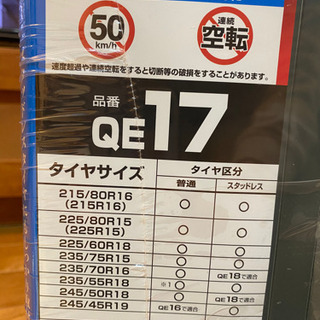 50
km/h
連続
空転
速度超過や連続空転をすると切断等の破損をすることがあります。
品番
QE17
タイヤサイズ
タイヤ区分
普通 スタッドレス
215/80R16
(215R16) ○ ○
225/80R15
(225R15) ○ ○
225/60R18 ○ ○
235/75R15 ○ ○
235/70R16 ○ QE18で適合
235/55R18 ※1 ○ ○
245/50R18 ○ QE18で適合
245/45R19 QE16で適合 ○